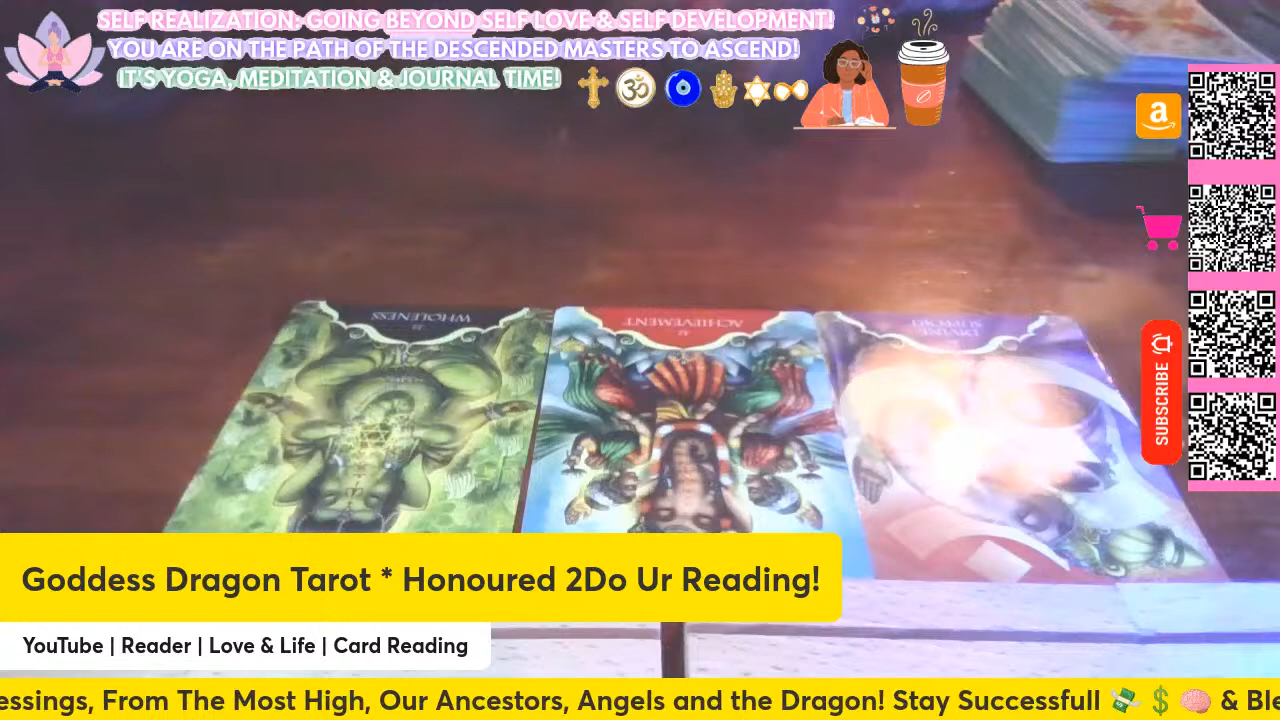 SELF REALIZATION: GOING BEYOND SELF LOVE & SELF DEVELOPMENT!
YOU ARE ON THE PATH OF THE DESCENDED MASTERS TO ASCEND!
IT'S YOGA, MEDITATION & JOURNAL TIME!
SUBSCRIBE
WHOLENESS
ACHIEVEMENT
DIVINE
SUPPORT
Goddess Dragon Tarot * Honoured 2Do Ur Reading!
YouTube | Reader | Love & Life | Card Reading
essings, From The Most High, Our Ancestors, Angels and the Dragon! Stay Successfull 💸 $ 🧠 & Ble